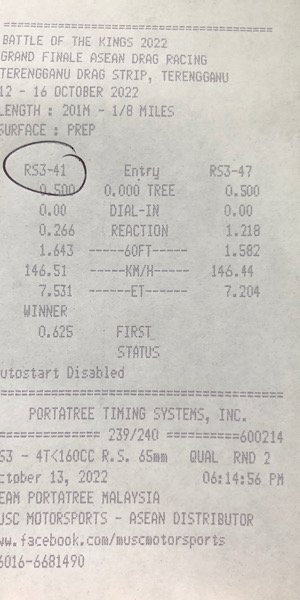 BATTLE OF THE KINGS 2022
GRAND FINALE ASEAN DRAG RACING
TERENGGANU DRAG STRIP, TERENGGANU
12 - 16 OCTOBER 2022
LENGTH : 201M - 1/8 MILES
SURFACE : PREP
RS3-41 Entry RS3-47
0.500 0.000 TREE 0.500
0.00 DIAL-IN 0.00
0.266 REACTION 1.218
1.643 -----60FT------ 1.582
146.51 -----KM/H------ 146.44
7.531 ------ET------ 7.204
WINNER
0.625 FIRST
STATUS
utostart Disabled
PORTATREE TIMING SYSTEMS, INC.
============= 239/240 ==========600214
S3 - 4T<160CC R.S. 65mm QUAL RND 2
ctober 13, 2022 06:14:56 PM
EAM PORTATREE MALAYSIA
USC MOTORSPORTS - ASEAN DISTRIBUTOR
ww.facebook.com/muscmotorsports
6016-6681490